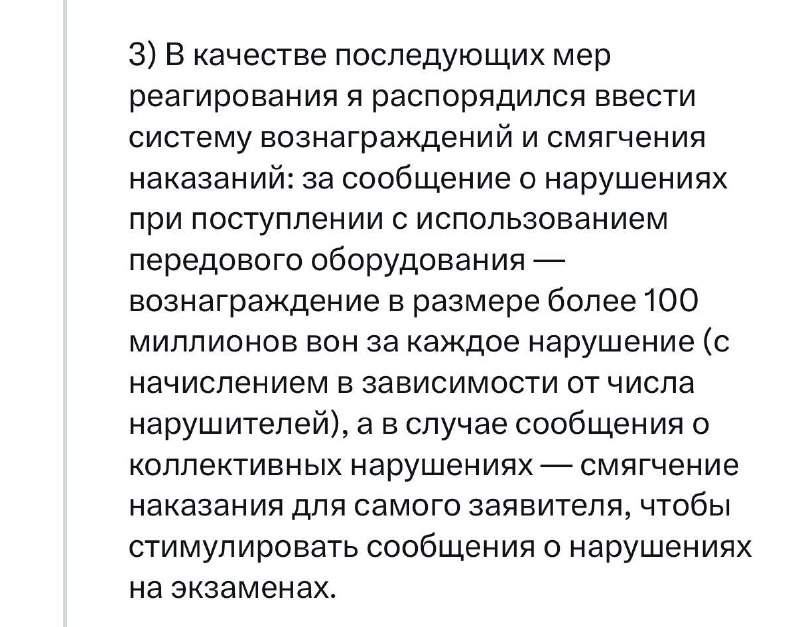 3) В качестве последующих мер
реагирования я распорядился ввести
систему вознаграждений и смягчения
наказаний: за сообщение о нарушениях
при поступлении с использованием
передового оборудования —
вознаграждение в размере более 100
миллионов вон за каждое нарушение (с
начислением в зависимости от числа
нарушителей), а в случае сообщения о
коллективных нарушениях — смягчение
наказания для самого заявителя, чтобы
стимулировать сообщения о нарушениях
на экзаменах.